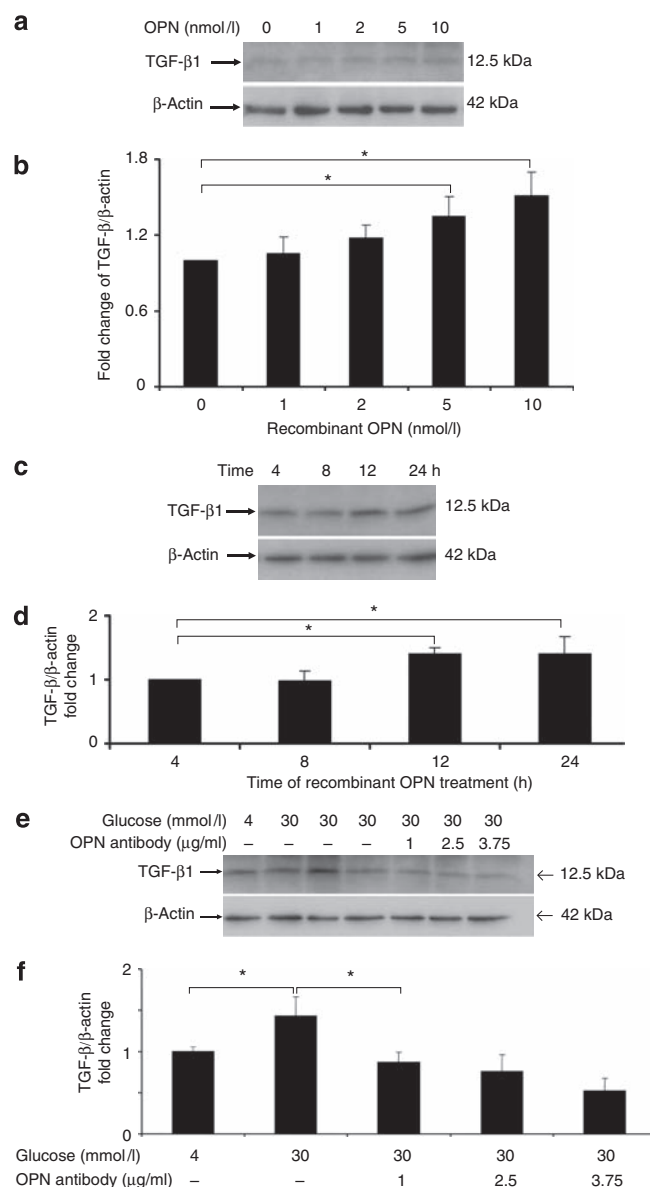 a
OPN (nmol/l) 0 1 2 5 10
TGF-β1 12.5 kDa
β-Actin 42 kDa
b
Fold change of TGF-β/β-actin
1.8
1.2
0.6
0
* 
*
0 1 2 5 10
Recombinant OPN (nmol/l)
c
Time 4 8 12 24 h
TGF-β1 12.5 kDa
β-Actin 42 kDa
d
TGF-β/β-actin
fold change
2
1
0
*
*
4 8 12 24
Time of recombinant OPN treatment (h)
e
Glucose (mmol/l) 4 30 30 30 30 30 30
OPN antibody (μg/ml) – – – – 1 2.5 3.75
TGF-β1 ← 12.5 kDa
β-Actin ← 42 kDa
f
TGF-β/β-actin
fold change
2
1
0
* *
Glucose (mmol/l) 4 30 30 30 30
OPN antibody (μg/ml) – – 1 2.5 3.75